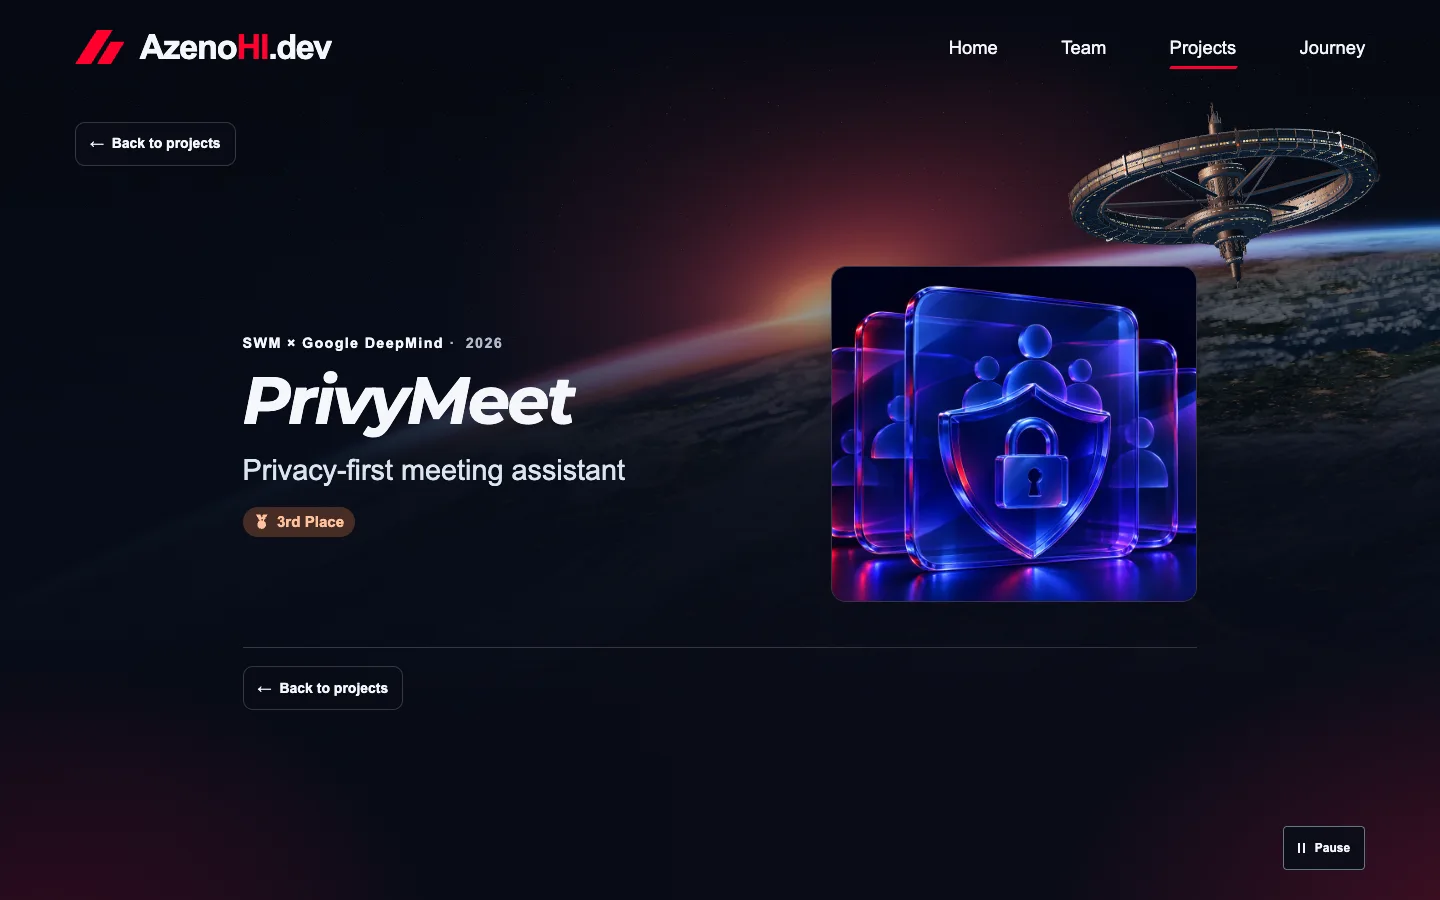 AzenoHI.dev
Home
Team
Projects
Journey
← Back to projects
SWM × Google DeepMind · 2026
PrivyMeet
Privacy-first meeting assistant
3rd Place
← Back to projects
Pause